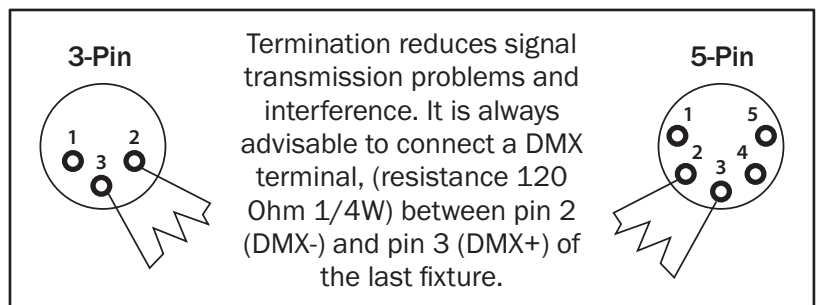 3-Pin
1 2
3
Termination reduces signal
transmission problems and
interference. It is always
advisable to connect a DMX
terminal, (resistance 120
Ohm 1/4W) between pin 2
(DMX-) and pin 3 (DMX+) of
the last fixture.
5-Pin
1 5
2 4
3